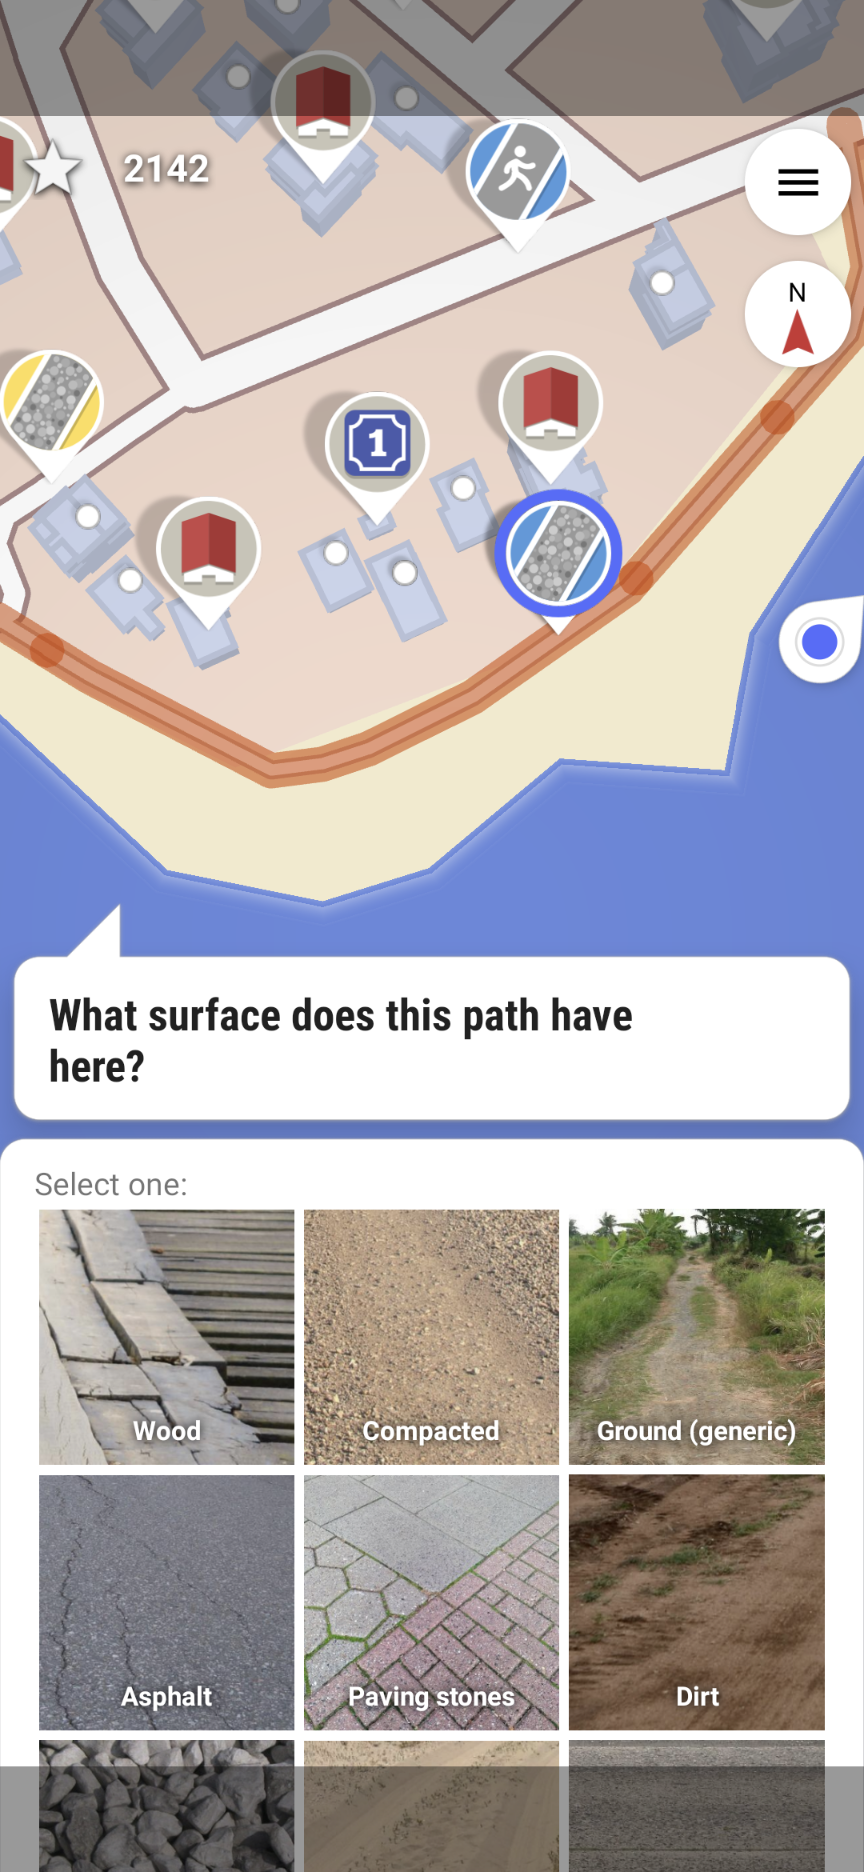 2142
N
1
What surface does this path have
here?
Select one:
Wood
Compacted
Ground (generic)
Asphalt
Paving stones
Dirt